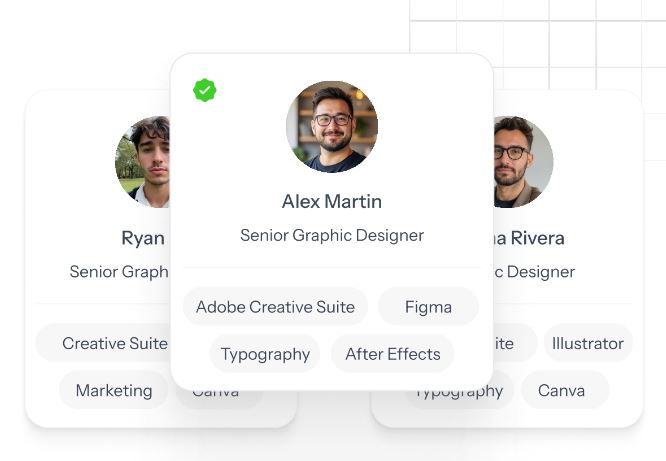 Alex Martin
Senior Graphic Designer
Adobe Creative Suite Figma
Typography After Effects
Ryan
Senior Graph
Creative Suite
Marketing Canva
a Rivera
c Designer
ite Illustrator
Typography Canva